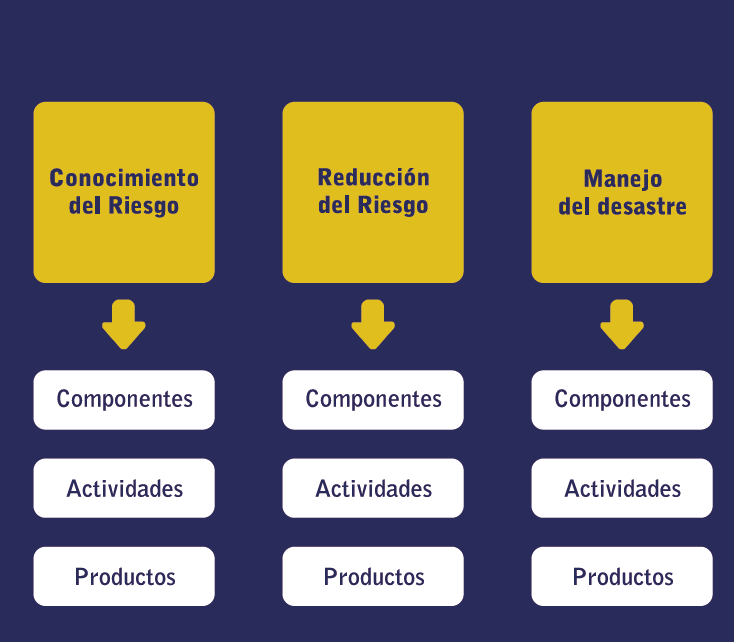 Conocimiento
del Riesgo
Reducción
del Riesgo
Manejo
del desastre
Componentes
Componentes
Componentes
Actividades
Actividades
Actividades
Productos
Productos
Productos